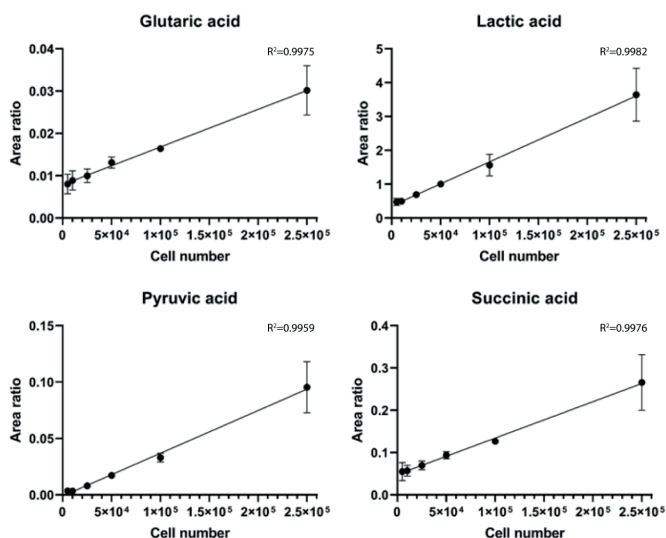 Glutaric acid
R²=0.9975
Area ratio
0.04
0.03
0.02
0.01
0.00
0 5×10⁴ 1×10⁵ 1.5×10⁵ 2×10⁵ 2.5×10⁵
Cell number
Lactic acid
R²=0.9982
Area ratio
5
4
3
2
1
0
0 5×10⁴ 1×10⁵ 1.5×10⁵ 2×10⁵ 2.5×10⁵
Cell number
Pyruvic acid
R²=0.9959
Area ratio
0.15
0.10
0.05
0.00
0 5×10⁴ 1×10⁵ 1.5×10⁵ 2×10⁵ 2.5×10⁵
Cell number
Succinic acid
R²=0.9976
Area ratio
0.4
0.3
0.2
0.1
0.0
0 5×10⁴ 1×10⁵ 1.5×10⁵ 2×10⁵ 2.5×10⁵
Cell number